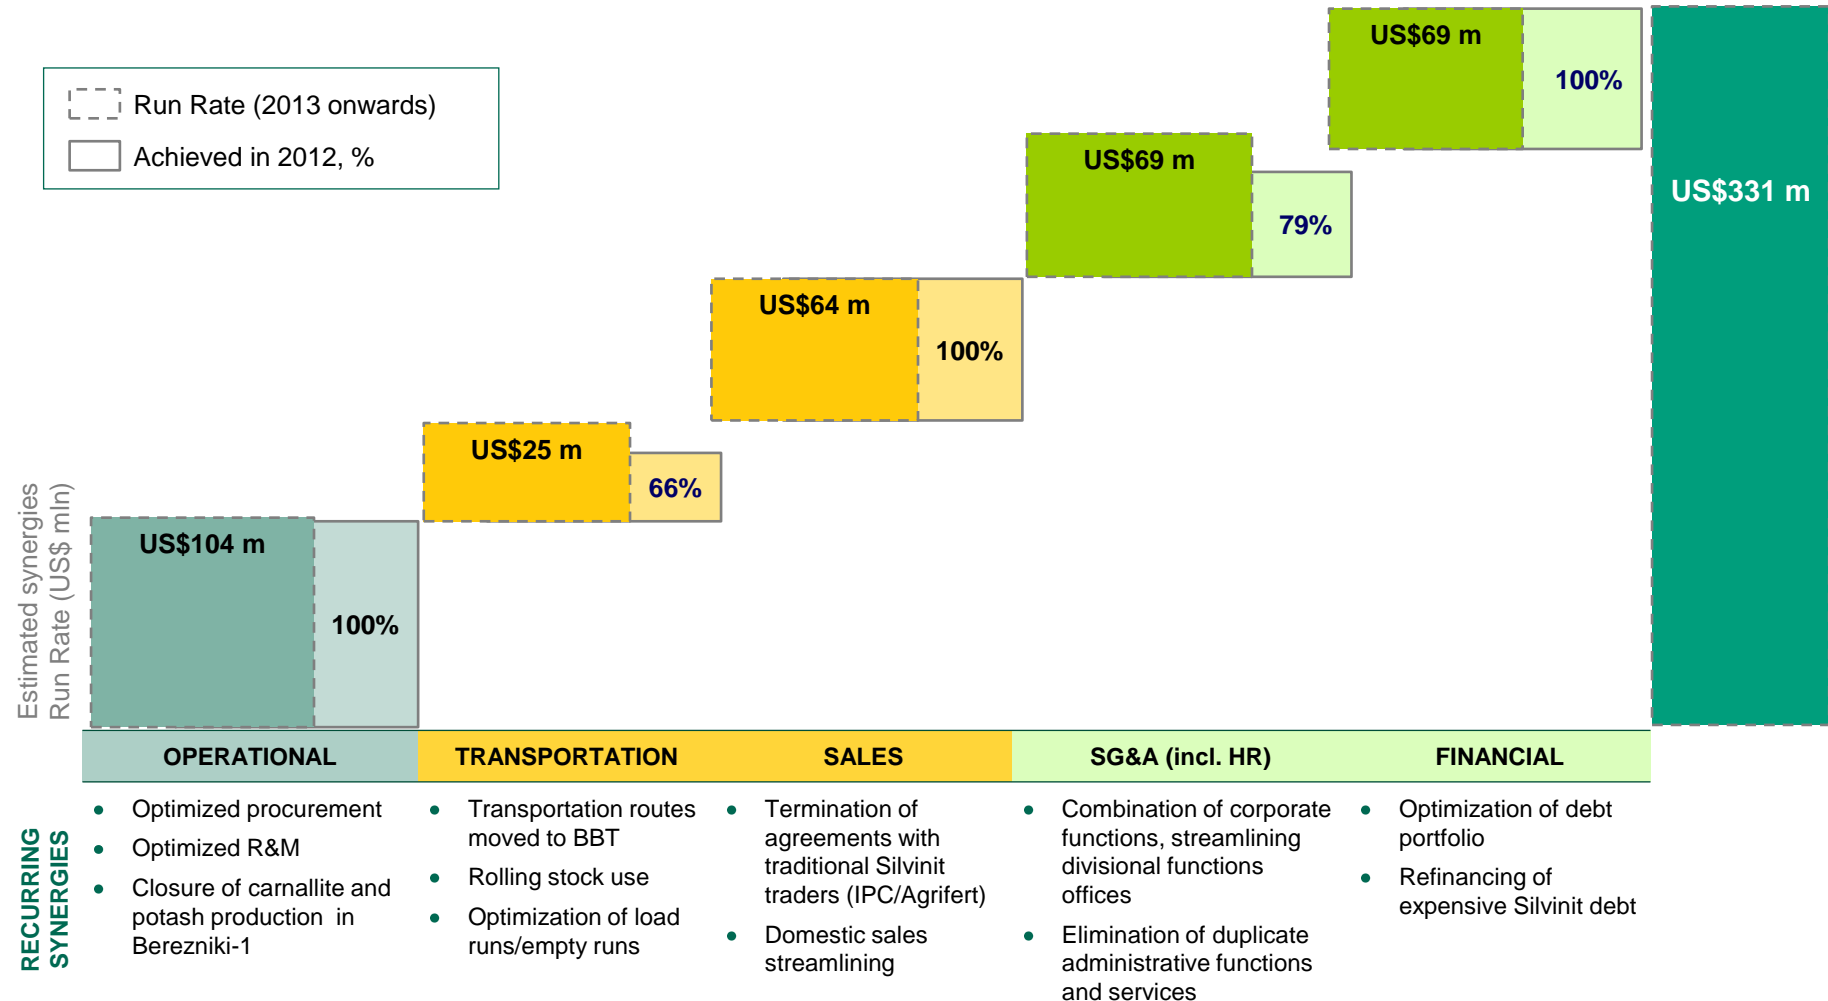 Run Rate (2013 onwards)
Achieved in 2012, %
US$69 m
100%
US$69 m
79%
US$331 m
US$64 m
100%
US$25 m
66%
US$104 m
100%
Estimated synergies
Run Rate (US$ mln)
OPERATIONAL
TRANSPORTATION
SALES
SG&A (incl. HR)
FINANCIAL
RECURRING
SYNERGIES
• Optimized procurement
• Optimized R&M
• Closure of carnallite and
potash production in
Berezniki-1
• Transportation routes
moved to BBT
• Rolling stock use
• Optimization of load
runs/empty runs
• Termination of
agreements with
traditional Silvinit
traders (IPC/Agrifert)
• Domestic sales
streamlining
• Combination of corporate
functions, streamlining
divisional functions
offices
• Elimination of duplicate
administrative functions
and services
• Optimization of debt
portfolio
• Refinancing of
expensive Silvinit debt